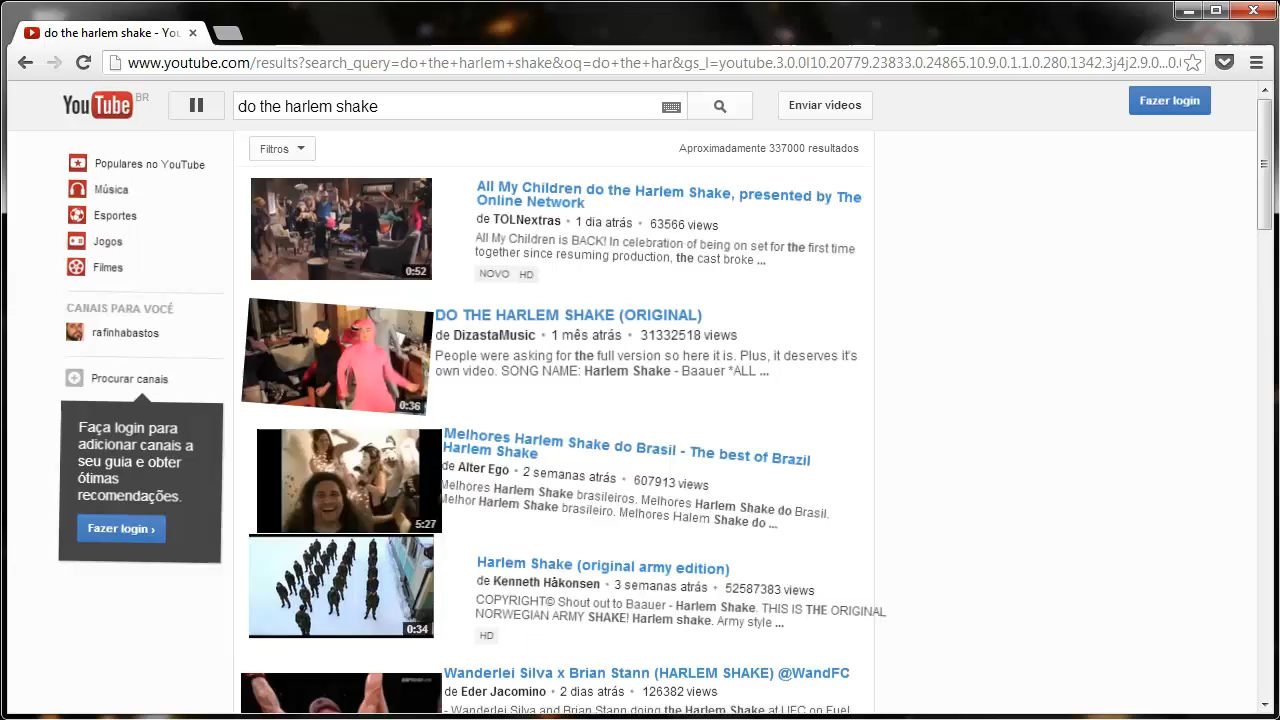 do the harlem shake - You
www.youtube.com/results?search_query=do+the+harlem+shake&oq=do+the+har&gs_l=youtube.3.0.0l10.20779.23833.0.24865.10.9.0.1.1.0.280.1342.3j4j2.9.0...0.
YouTube BR
do the harlem shake
Enviar vídeos
Fazer login
Filtros
Aproximadamente 337000 resultados
Populares no YouTube
Música
Esportes
Jogos
Filmes
CANAIS PARA VOCÊ
rafinhabastos
Procurar canais
Faça login para
adicionar canais a
seu guia e obter
ótimas
recomendações.
Fazer login ›
0:52
All My Children do the Harlem Shake, presented by The
Online Network
de TOLNextras • 1 dia atrás • 63566 views
All My Children is BACK! In celebration of being on set for the first time
together since resuming production, the cast broke ...
NOVO HD
0:36
DO THE HARLEM SHAKE (ORIGINAL)
de DizastaMusic • 1 mês atrás • 31332518 views
People were asking for the full version so here it is. Plus, it deserves it's
own video. SONG NAME: Harlem Shake - Baauer *ALL ...
5:27
Melhores Harlem Shake do Brasil - The best of Brazil
Harlem Shake
de Alter Ego • 2 semanas atrás • 607913 views
Melhores Harlem Shake brasileiros. Melhores Harlem Shake do Brasil.
Melhor Harlem Shake brasileiro. Melhores Halem Shake do ...
0:34
Harlem Shake (original army edition)
de Kenneth Håkonsen • 3 semanas atrás • 52587383 views
COPYRIGHT© Shout out to Baauer - Harlem Shake. THIS IS THE ORIGINAL
NORWEGIAN ARMY SHAKE! Harlem shake. Army style ...
HD
Wanderlei Silva x Brian Stann (HARLEM SHAKE) @WandFC
de Eder Jacomino • 2 dias atrás • 126382 views
- Wanderlei Silva and Brian Stann doing the Harlem Shake at UFC on Fuel